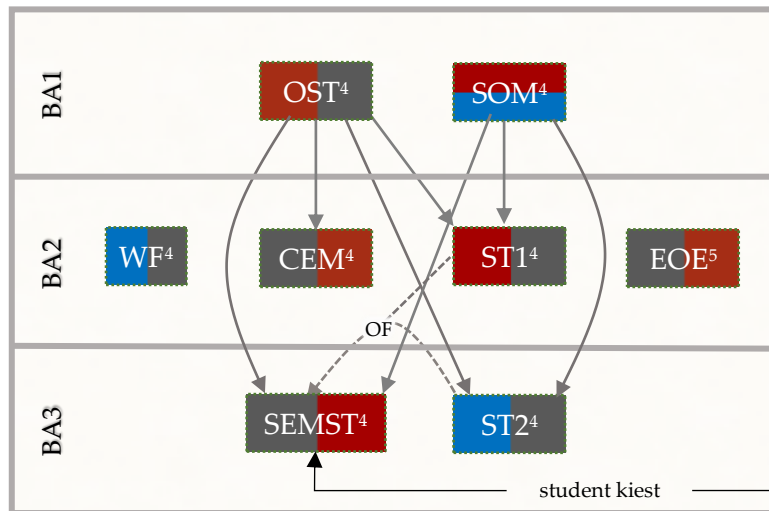 BA1
OST⁴
SOM⁴
BA2
WF⁴
CEM⁴
ST1⁴
EOE⁵
OF
BA3
SEMST⁴
ST2⁴
student kiest